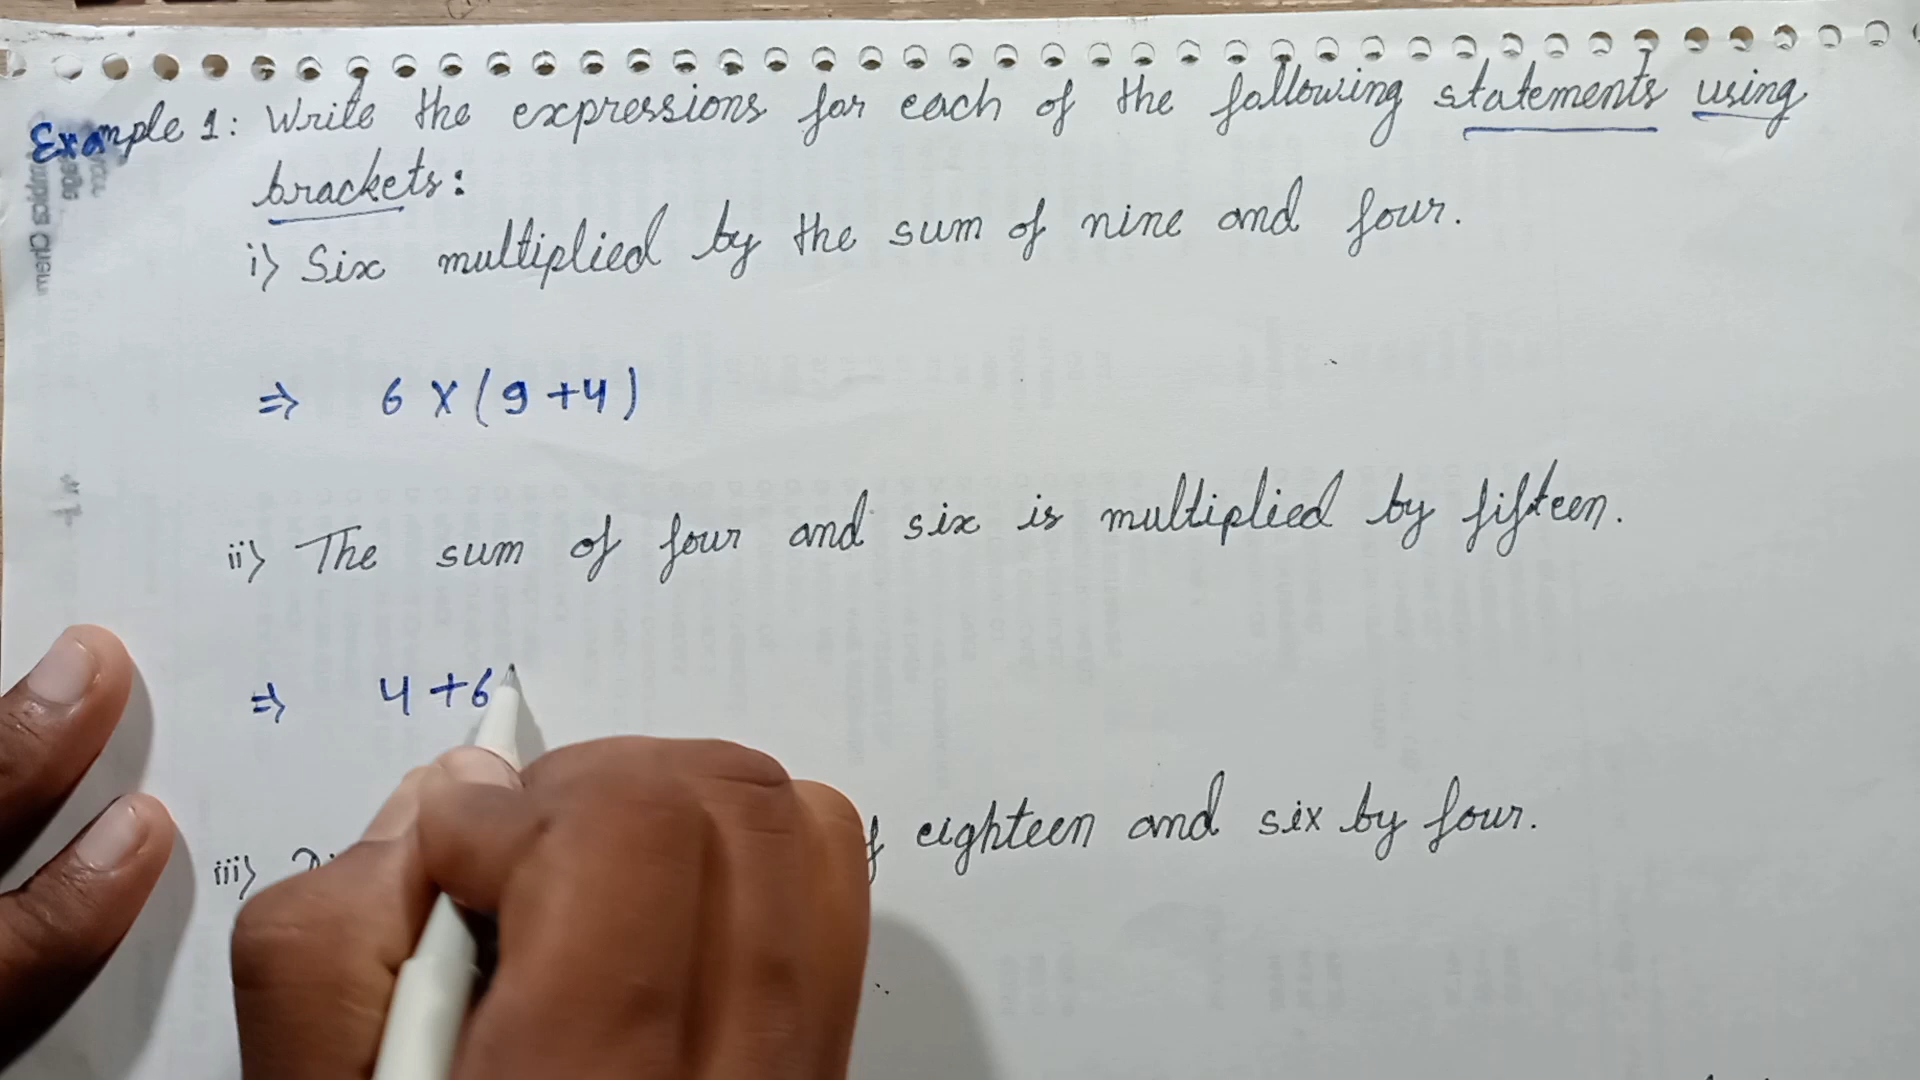 Example 1: Write the expressions for each of the following statements using
brackets:
i) Six multiplied by the sum of nine and four.
⇒ 6 X (9+4)
ii) The sum of four and six is multiplied by fifteen.
⇒ 4+6
iii) eighteen and six by four.